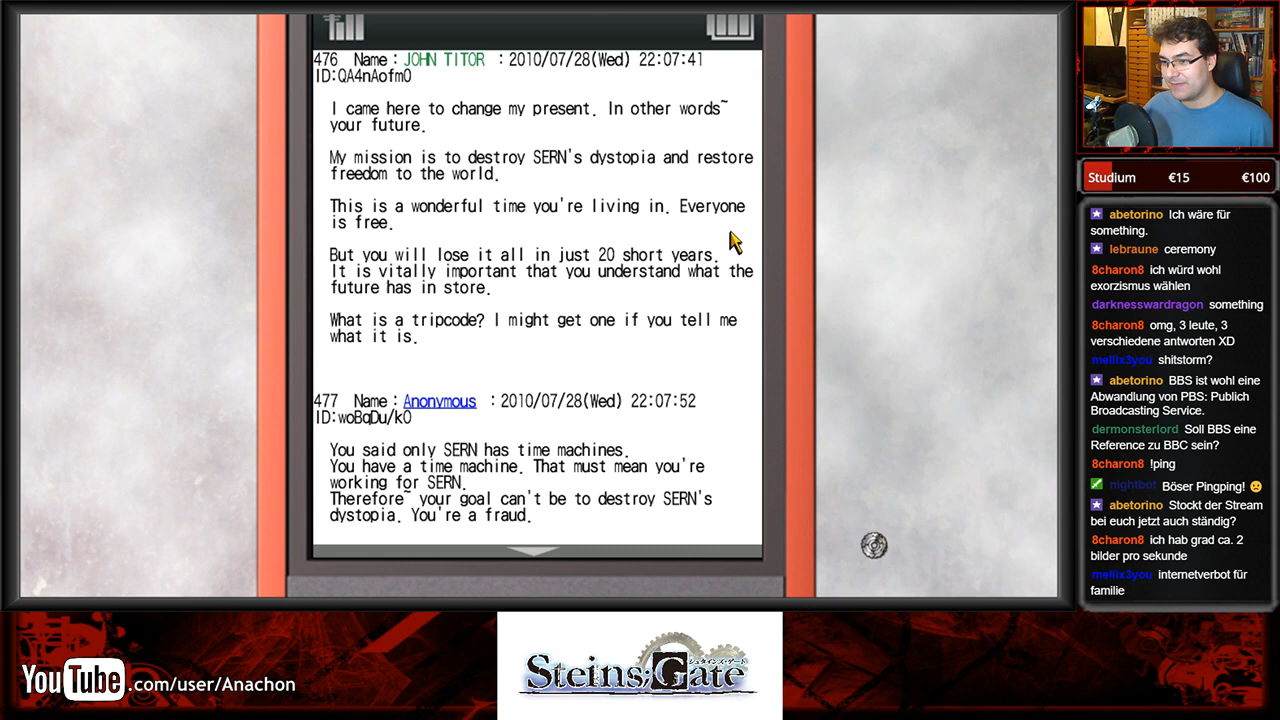 476 Name : JOHN TITOR : 2010/07/28(Wed) 22:07:41
ID:QA4nAofm0
I came here to change my present. In other words~
your future.
My mission is to destroy SERN's dystopia and restore
freedom to the world.
This is a wonderful time you're living in. Everyone
is free.
But you will lose it all in just 20 short years.
It is vitally important that you understand what the
future has in store.
What is a tripcode? I might get one if you tell me
what it is.
477 Name : Anonymous : 2010/07/28(Wed) 22:07:52
ID:woBqDu/k0
You said only SERN has time machines.
You have a time machine. That must mean you're
working for SERN.
Therefore~ your goal can't be to destroy SERN's
dystopia. You're a fraud.
Studium €15 €100
abetorino Ich wäre für
something.
lebraune ceremony
8charon8 ich würd wohl
exorzismus wählen
darknesswardragon something
8charon8 omg, 3 leute, 3
verschiedene antworten XD
mellix3you shitstorm?
abetorino BBS ist wohl eine
Abwandlung von PBS: Publich
Broadcasting Service.
dermonsterlord Soll BBS eine
Reference zu BBC sein?
8charon8 !ping
nightbot Böser Pingping!
abetorino Stockt der Stream
bei euch jetzt auch ständig?
8charon8 ich hab grad ca. 2
bilder pro sekunde
mellix3you internetverbot für
familie
YouTube.com/user/Anachon
シュタインズ・ゲート
Steins;Gate